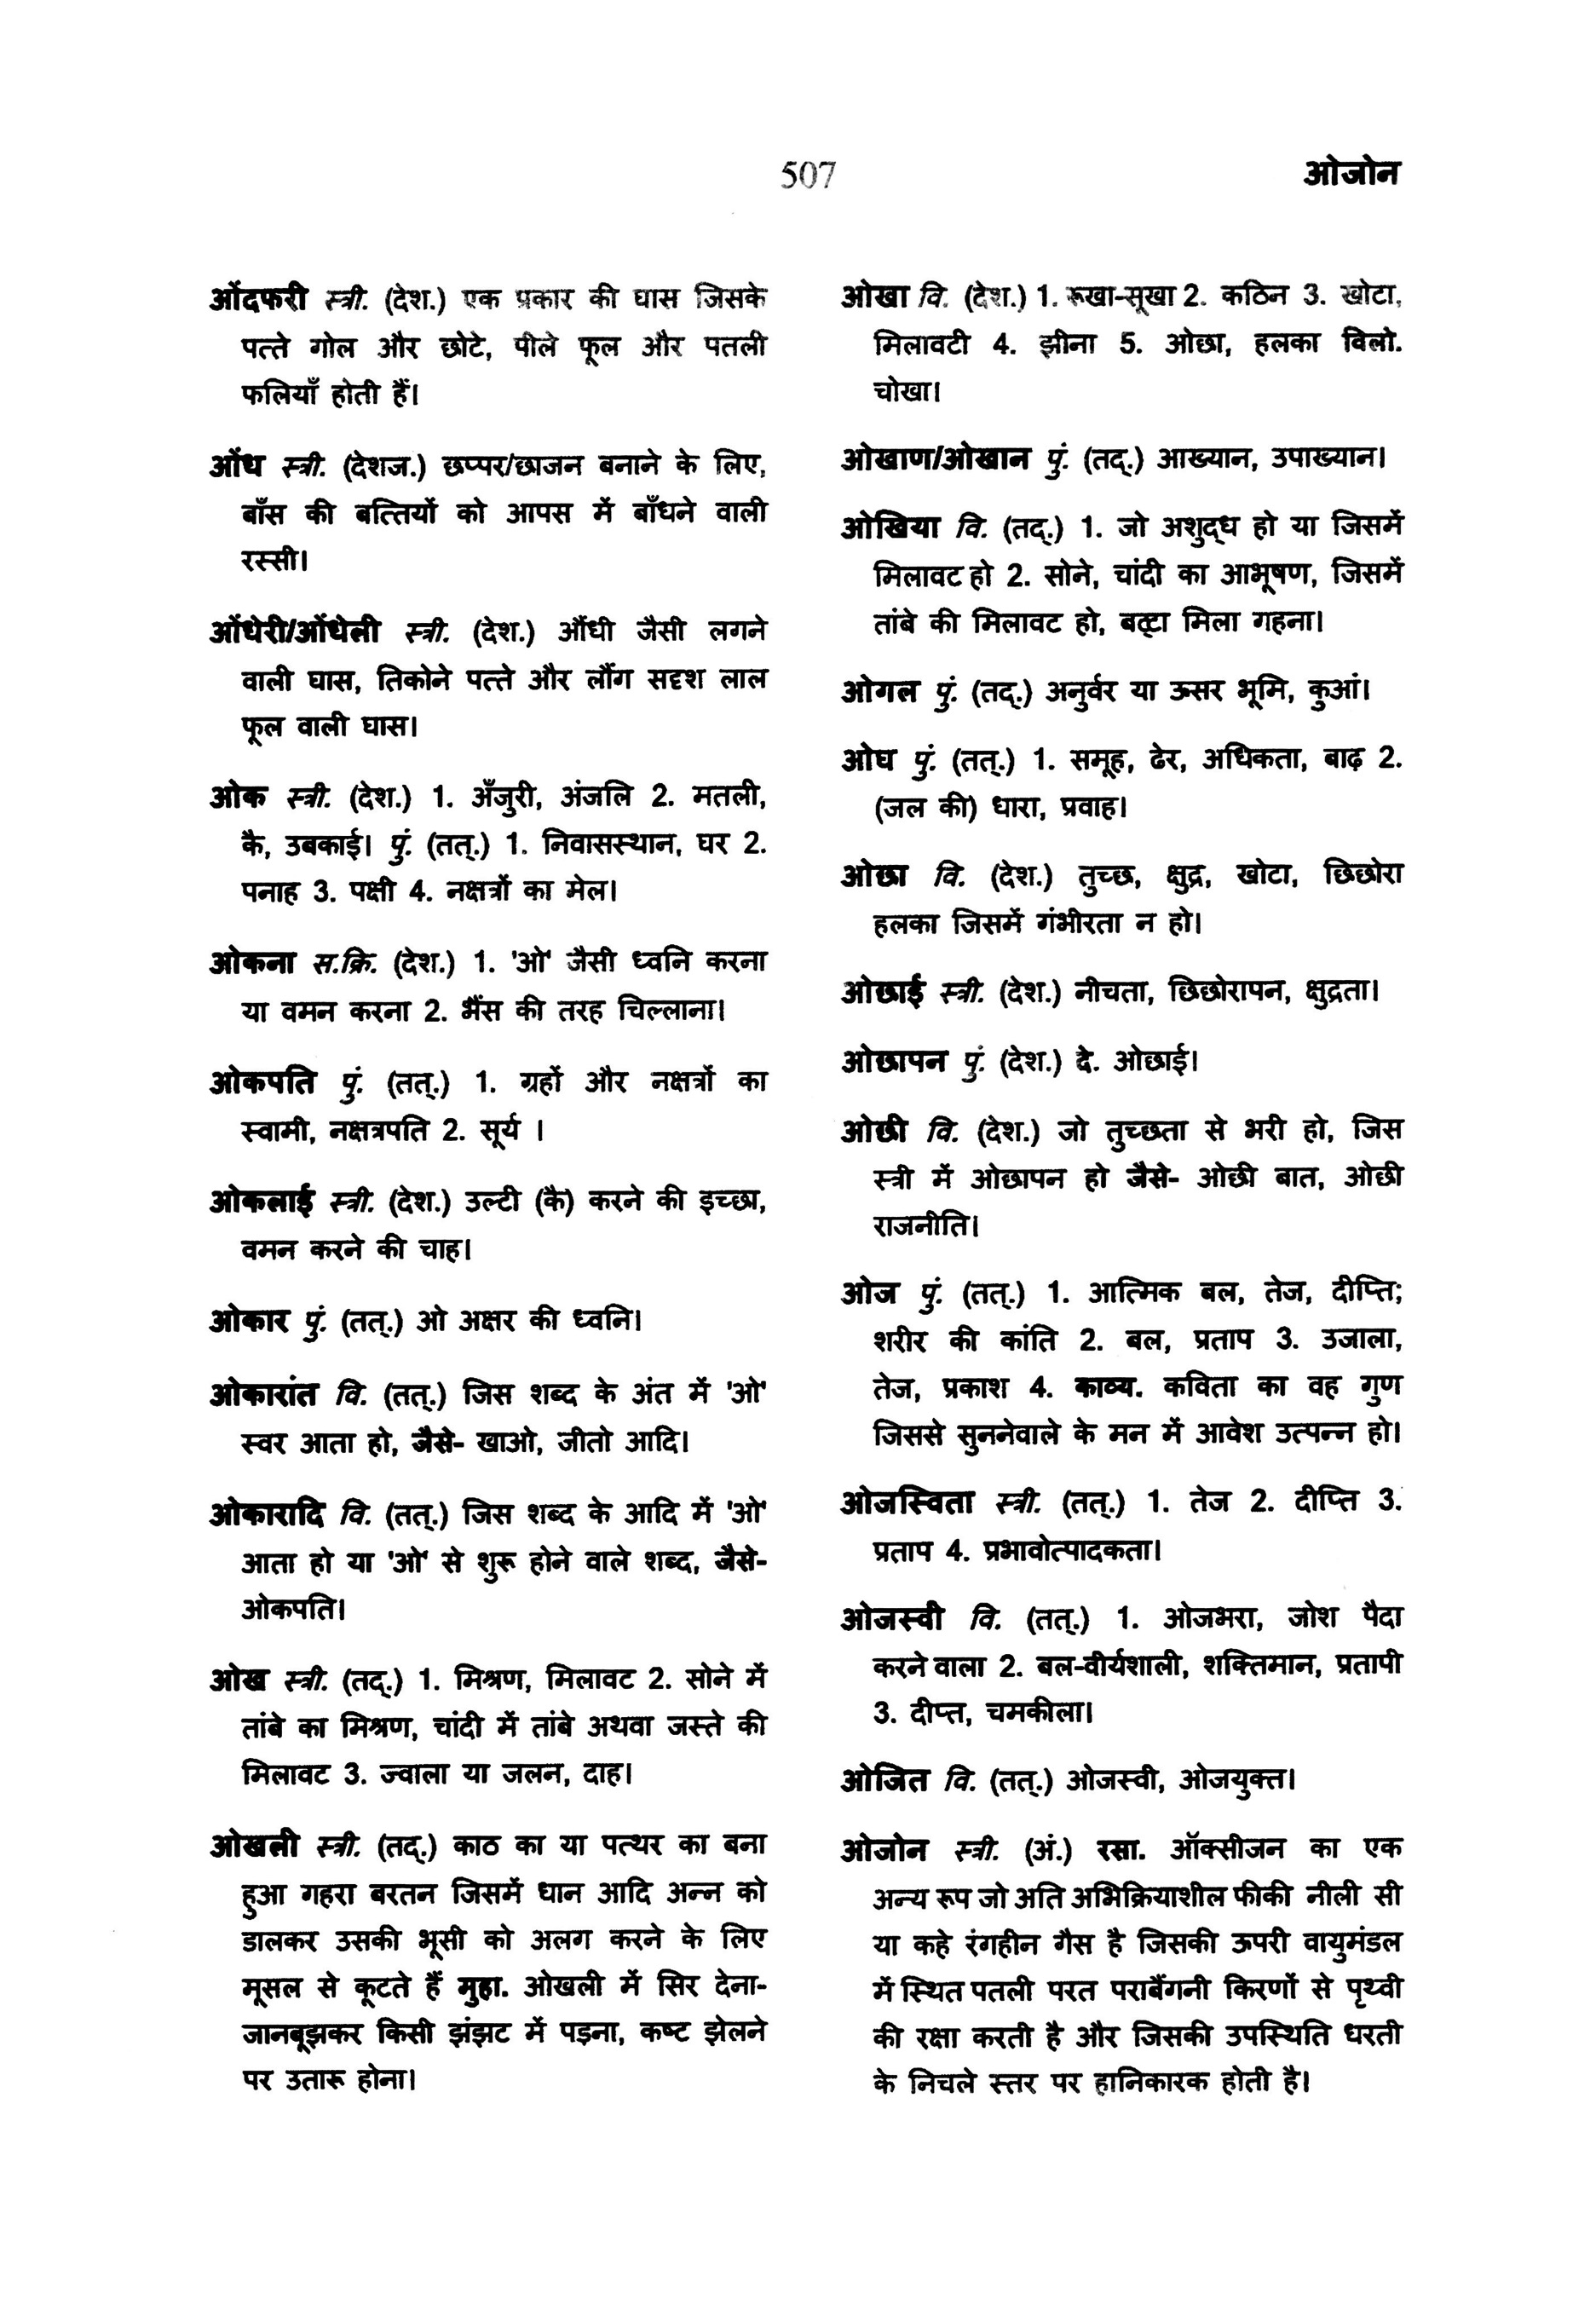 507
ओजोन
ओंदफरी स्त्री. (देश.) एक प्रकार की घास जिसके
पत्ते गोल और छोटे, पीले फूल और पतली
फलियाँ होती हैं।
ओंध स्त्री. (देशज.) छप्पर/छाजन बनाने के लिए,
बाँस की बत्तियों को आपस में बाँधने वाली
रस्सी।
ओंधेरी/ओंधेली स्त्री. (देश.) औंधी जैसी लगने
वाली घास, तिकोने पत्ते और लौंग सदृश लाल
फूल वाली घास।
ओक स्त्री. (देश.) 1. अँजुरी, अंजलि 2. मतली,
कै, उबकाई। पुं. (तत्.) 1. निवासस्थान, घर 2.
पनाह 3. पक्षी 4. नक्षत्रों का मेल।
ओकना स.क्रि. (देश.) 1. 'ओ' जैसी ध्वनि करना
या वमन करना 2. भैंस की तरह चिल्लाना।
ओकपति पुं. (तत्.) 1. ग्रहों और नक्षत्रों का
स्वामी, नक्षत्रपति 2. सूर्य ।
ओकलाई स्त्री. (देश.) उल्टी (कै) करने की इच्छा,
वमन करने की चाह।
ओकार पुं. (तत्.) ओ अक्षर की ध्वनि।
ओकारांत वि. (तत्.) जिस शब्द के अंत में 'ओ'
स्वर आता हो, जैसे- खाओ, जीतो आदि।
ओकारादि वि. (तत्.) जिस शब्द के आदि में 'ओ'
आता हो या 'ओ' से शुरू होने वाले शब्द, जैसे-
ओकपति।
ओख स्त्री. (तद्.) 1. मिश्रण, मिलावट 2. सोने में
तांबे का मिश्रण, चांदी में तांबे अथवा जस्ते की
मिलावट 3. ज्वाला या जलन, दाह।
ओखली स्त्री. (तद्.) काठ का या पत्थर का बना
हुआ गहरा बरतन जिसमें धान आदि अन्न को
डालकर उसकी भूसी को अलग करने के लिए
मूसल से कूटते हैं मुहा. ओखली में सिर देना-
जानबूझकर किसी झंझट में पड़ना, कष्ट झेलने
पर उतारू होना।
ओखा वि. (देश.) 1. रूखा-सूखा 2. कठिन 3. खोटा,
मिलावटी 4. झीना 5. ओछा, हलका विलो.
चोखा।
ओखाण/ओखान पुं. (तद्.) आख्यान, उपाख्यान।
ओखिया वि. (तद्.) 1. जो अशुद्ध हो या जिसमें
मिलावट हो 2. सोने, चांदी का आभूषण, जिसमें
तांबे की मिलावट हो, बट्टा मिला गहना।
ओगल पुं. (तद्.) अनुर्वर या ऊसर भूमि, कुआं।
ओघ पुं. (तत्.) 1. समूह, ढेर, अधिकता, बाढ़ 2.
(जल की) धारा, प्रवाह।
ओछा वि. (देश.) तुच्छ, क्षुद्र, खोटा, छिछोरा
हलका जिसमें गंभीरता न हो।
ओछाई स्त्री. (देश.) नीचता, छिछोरापन, क्षुद्रता।
ओछापन पुं. (देश.) दे. ओछाई।
ओछी वि. (देश.) जो तुच्छता से भरी हो, जिस
स्त्री में ओछापन हो जैसे- ओछी बात, ओछी
राजनीति।
ओज पुं. (तत्.) 1. आत्मिक बल, तेज, दीप्ति;
शरीर की कांति 2. बल, प्रताप 3. उजाला,
तेज, प्रकाश 4. काव्य. कविता का वह गुण
जिससे सुननेवाले के मन में आवेश उत्पन्न हो।
ओजस्विता स्त्री. (तत्.) 1. तेज 2. दीप्ति 3.
प्रताप 4. प्रभावोत्पादकता।
ओजस्वी वि. (तत्.) 1. ओजभरा, जोश पैदा
करने वाला 2. बल-वीर्यशाली, शक्तिमान, प्रतापी
3. दीप्त, चमकीला।
ओजित वि. (तत्.) ओजस्वी, ओजयुक्त।
ओजोन स्त्री. (अं.) रसा. ऑक्सीजन का एक
अन्य रूप जो अति अभिक्रियाशील फीकी नीली सी
या कहे रंगहीन गैस है जिसकी ऊपरी वायुमंडल
में स्थित पतली परत पराबैंगनी किरणों से पृथ्वी
की रक्षा करती है और जिसकी उपस्थिति धरती
के निचले स्तर पर हानिकारक होती है।